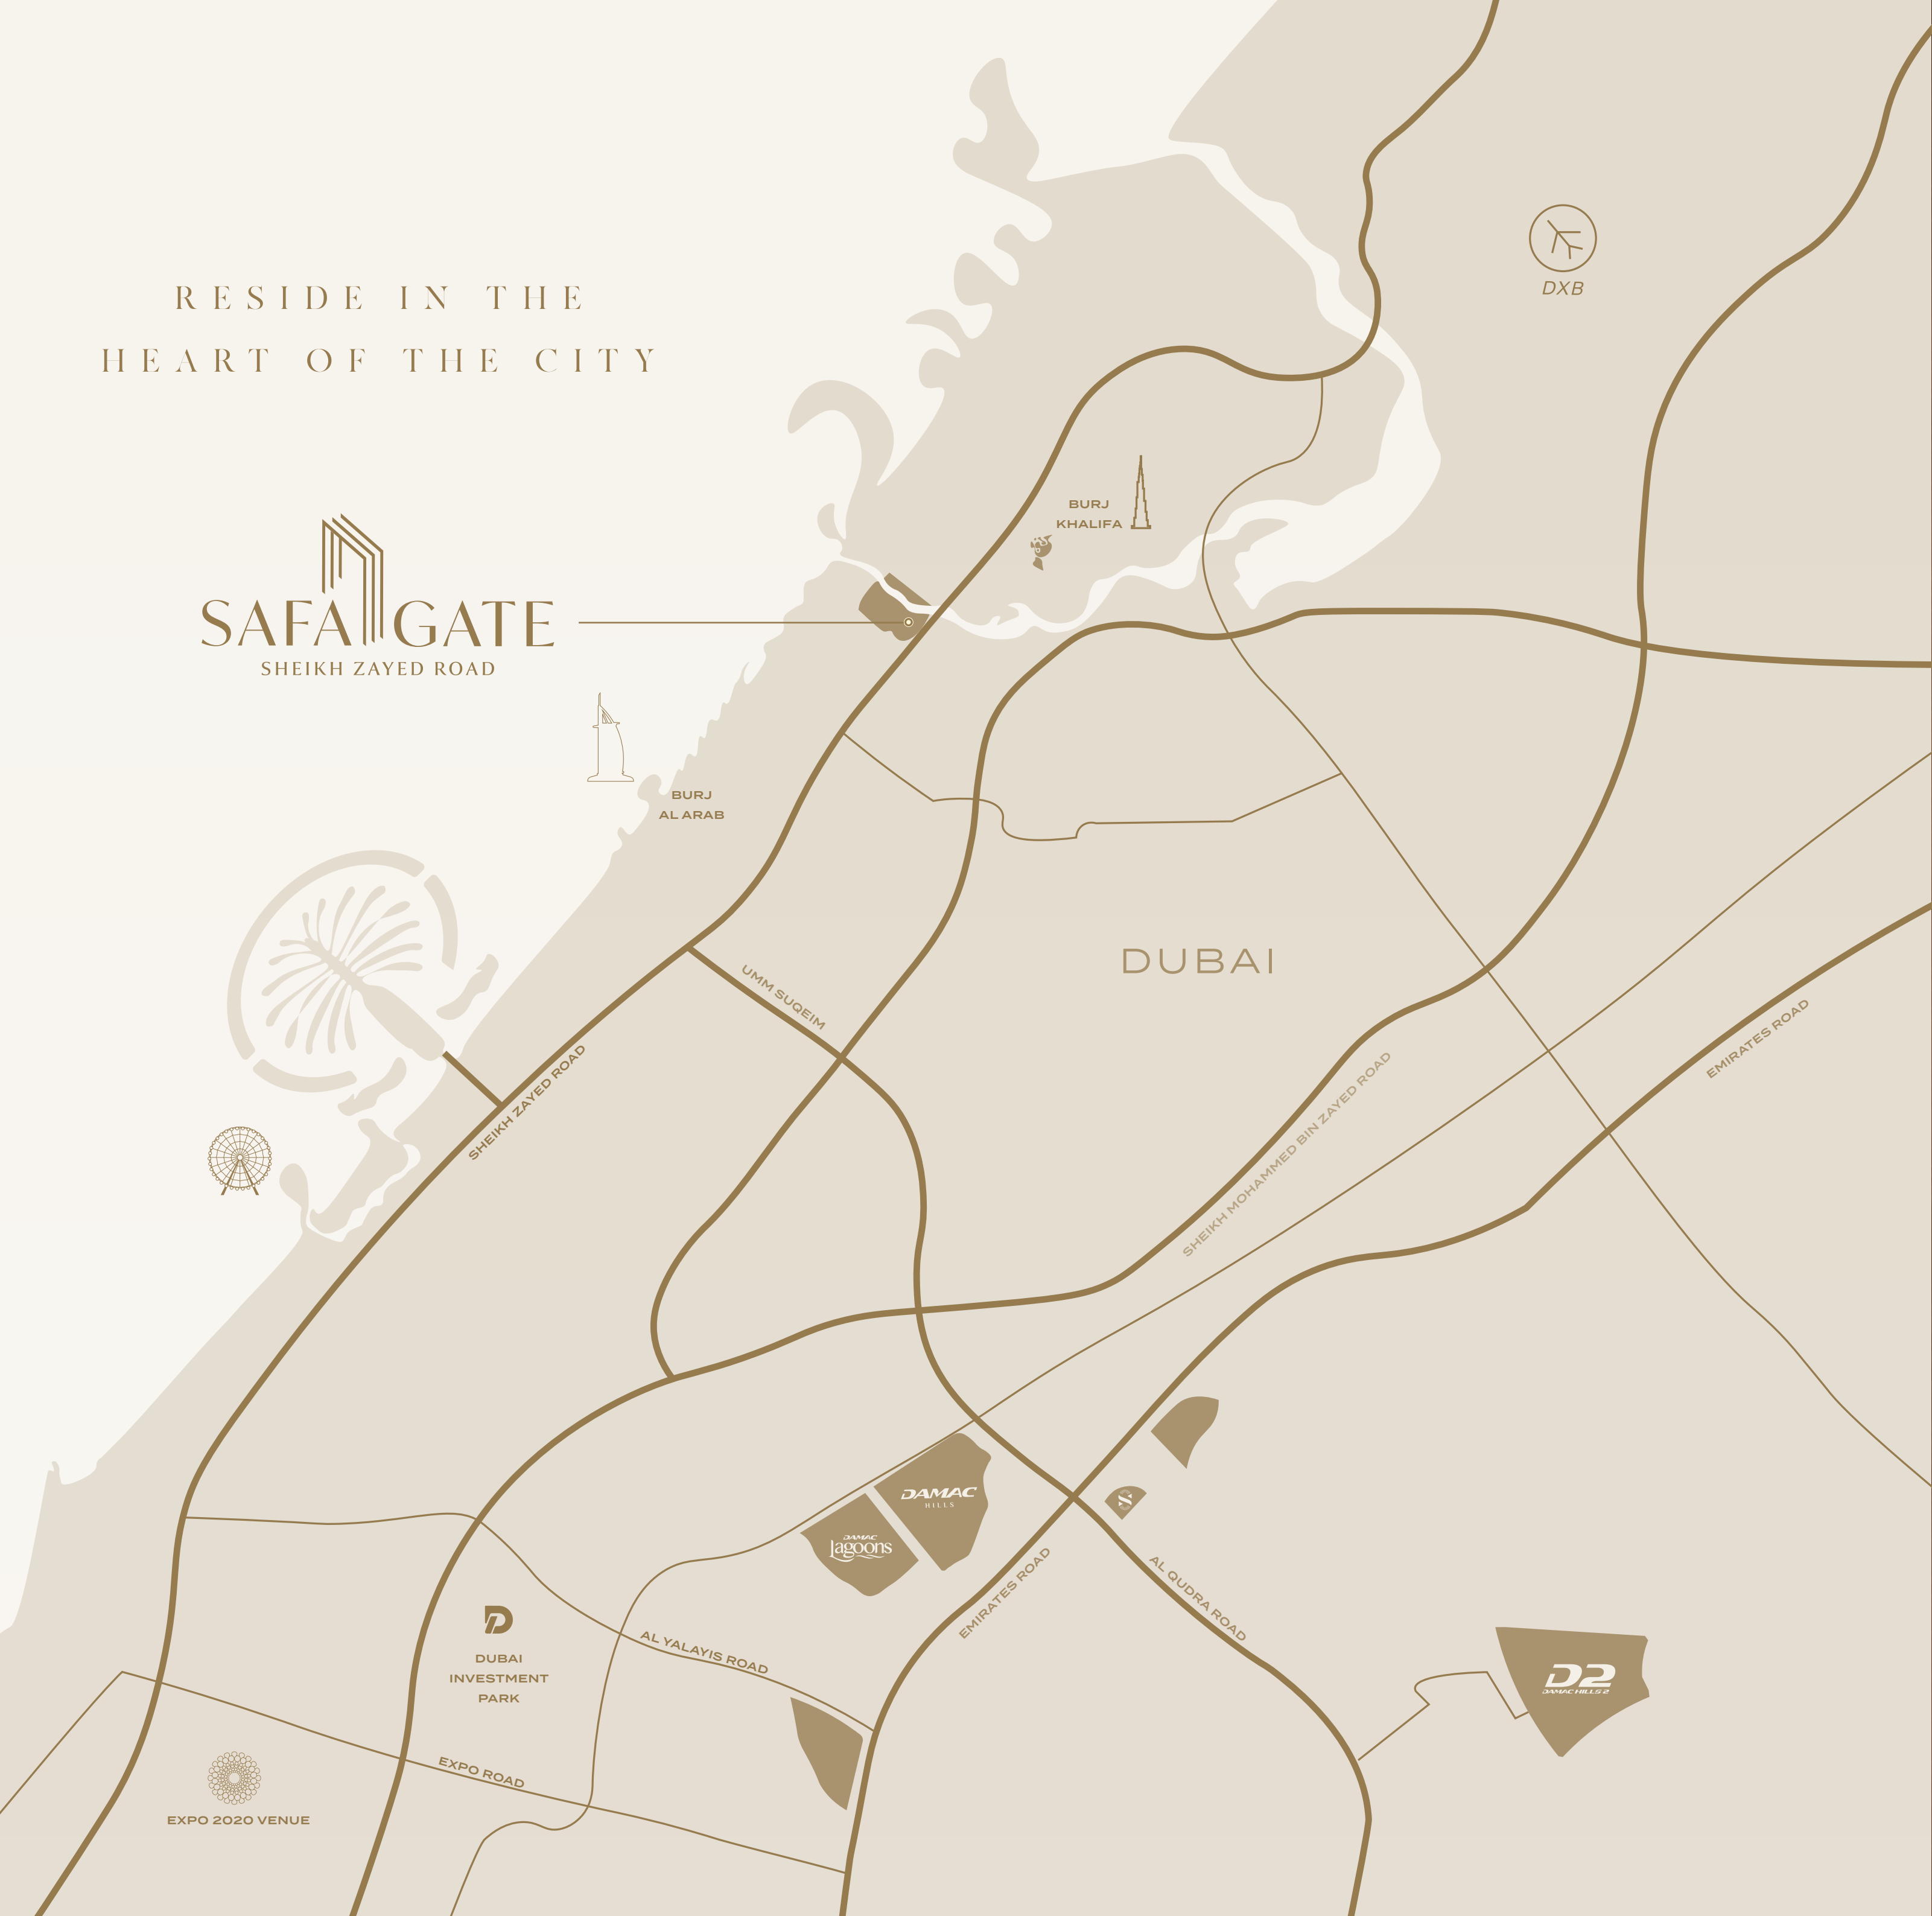 RESIDE IN THE
HEART OF THE CITY
SAFA GATE
SHEIKH ZAYED ROAD
DXB
BURJ
KHALIFA
BURJ
AL ARAB
DUBAI
UMM SUQEIM
SHEIKH ZAYED ROAD
EMIRATES ROAD
SHEIKH MOHAMMED BIN ZAYED ROAD
DAMAC
HILLS
DAMAC
lagoons
S
EMIRATES ROAD
AL QUDRA ROAD
AL YALAYIS ROAD
D2
DAMAC HILLS 2
DUBAI
INVESTMENT
PARK
EXPO ROAD
EXPO 2020 VENUE